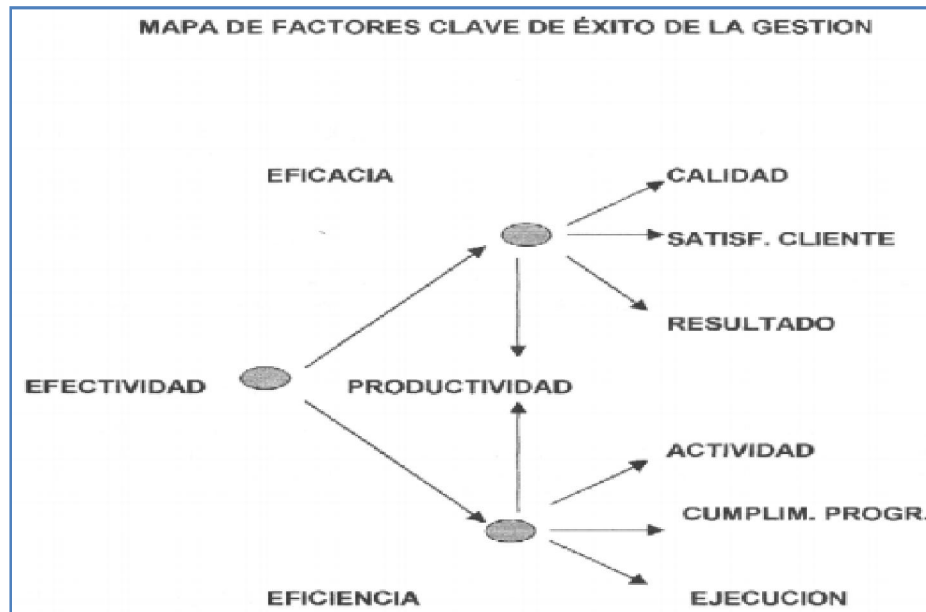 MAPA DE FACTORES CLAVE DE ÉXITO DE LA GESTION
EFICACIA
CALIDAD
SATISF. CLIENTE
RESULTADO
EFECTIVIDAD
PRODUCTIVIDAD
ACTIVIDAD
CUMPLIM. PROGR.
EFICIENCIA
EJECUCION